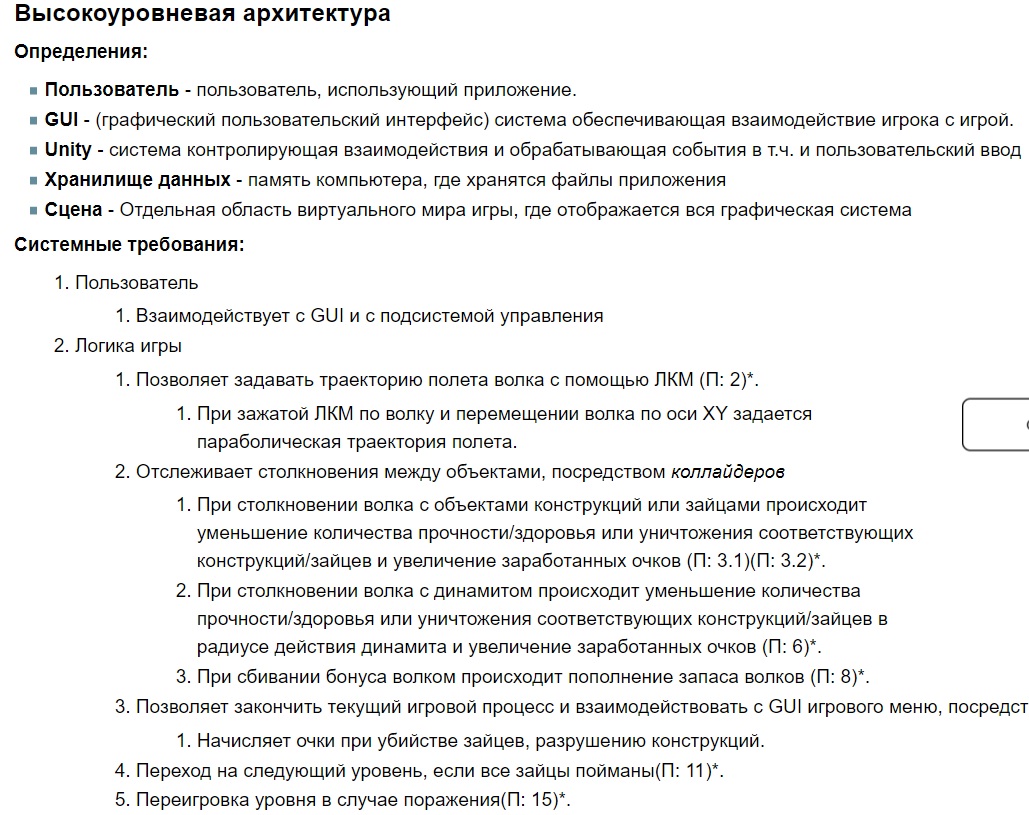 Высокоуровневая архитектура
Определения:
Пользователь - пользователь, использующий приложение.
GUI - (графический пользовательский интерфейс) система обеспечивающая взаимодействие игрока с игрой.
Unity - система контролирующая взаимодействия и обрабатывающая события в т.ч. и пользовательский ввод
Хранилище данных - память компьютера, где хранятся файлы приложения
Сцена - Отдельная область виртуального мира игры, где отображается вся графическая система
Системные требования:
1. Пользователь
1. Взаимодействует с GUI и с подсистемой управления
2. Логика игры
1. Позволяет задавать траекторию полета волка с помощью ЛКМ (П: 2)*.
1. При зажатой ЛКМ по волку и перемещении волка по оси XY задается
параболическая траектория полета.
2. Отслеживает столкновения между объектами, посредством коллайдеров
1. При столкновении волка с объектами конструкций или зайцами происходит
уменьшение количества прочности/здоровья или уничтожения соответствующих
конструкций/зайцев и увеличение заработанных очков (П: 3.1)(П: 3.2)*.
2. При столкновении волка с динамитом происходит уменьшение количества
прочности/здоровья или уничтожения соответствующих конструкций/зайцев в
радиусе действия динамита и увеличение заработанных очков (П: 6)*.
3. При сбивании бонуса волком происходит пополнение запаса волков (П: 8)*.
3. Позволяет закончить текущий игровой процесс и взаимодействовать с GUI игрового меню, посредст
1. Начисляет очки при убийстве зайцев, разрушению конструкций.
4. Переход на следующий уровень, если все зайцы пойманы(П: 11)*.
5. Переигровка уровня в случае поражения(П: 15)*.